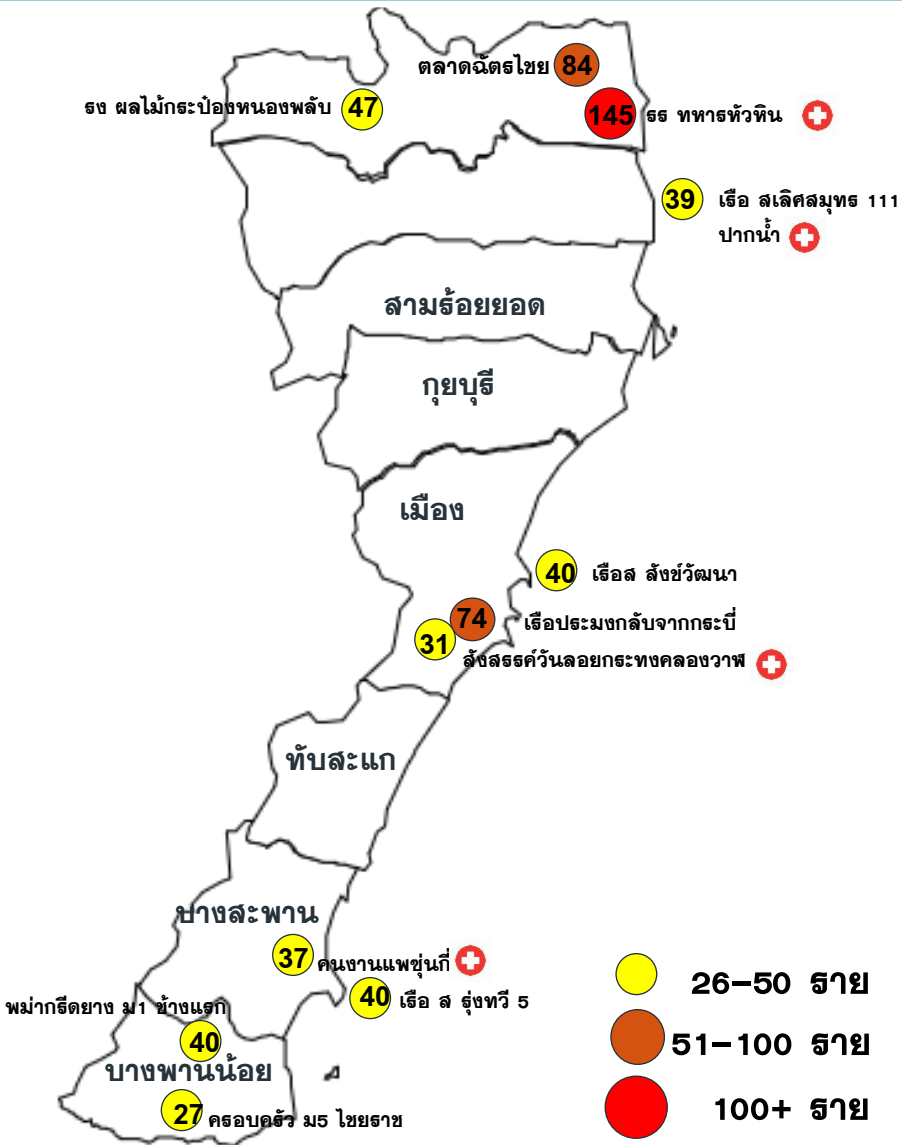 ตลาดฉัตรไชย 84
รง ผลไม้กระป๋องหนองพลับ 47
145 รร ทหารหัวหิน
39 เรือ สเลิศสมุทร 111
ปากน้ำ
สามร้อยยอด
กุยบุรี
เมือง
40 เรือส สังข์วัฒนา
74 เรือประมงกลับจากกระบี่
31 สังสรรค์วันลอยกระทงคลองวาฬ
ทับสะแก
บางสะพาน
37 คนงานแพชุ่นกี่
40 เรือ ส รุ่งทวี 5
พม่ากรีดยาง ม1 ช้างแรก
40
บางพานน้อย
27 ครอบครัว ม5 ไชยราช
26-50 ราย
51-100 ราย
100+ ราย